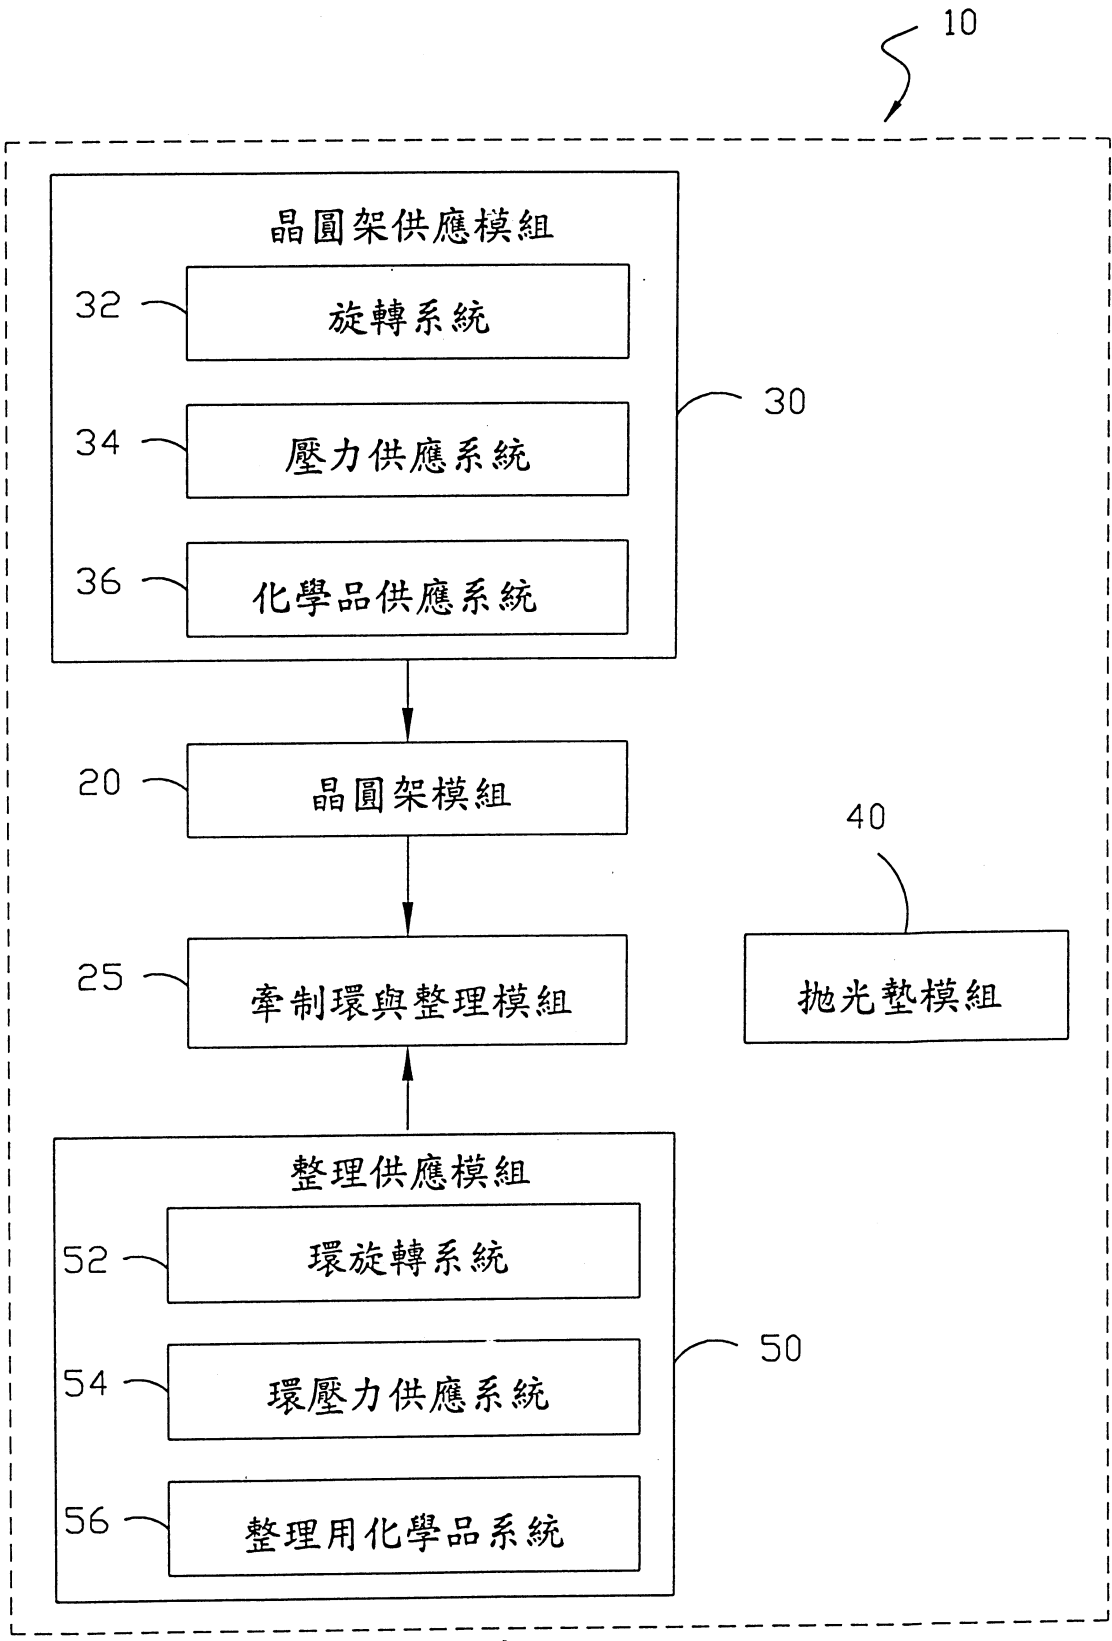 10
晶圓架供應模組
32
旋轉系統
30
34
壓力供應系統
36
化學品供應系統
20
晶圓架模組
40
25
牽制環與整理模組
拋光墊模組
整理供應模組
52
環旋轉系統
50
54
環壓力供應系統
56
整理用化學品系統